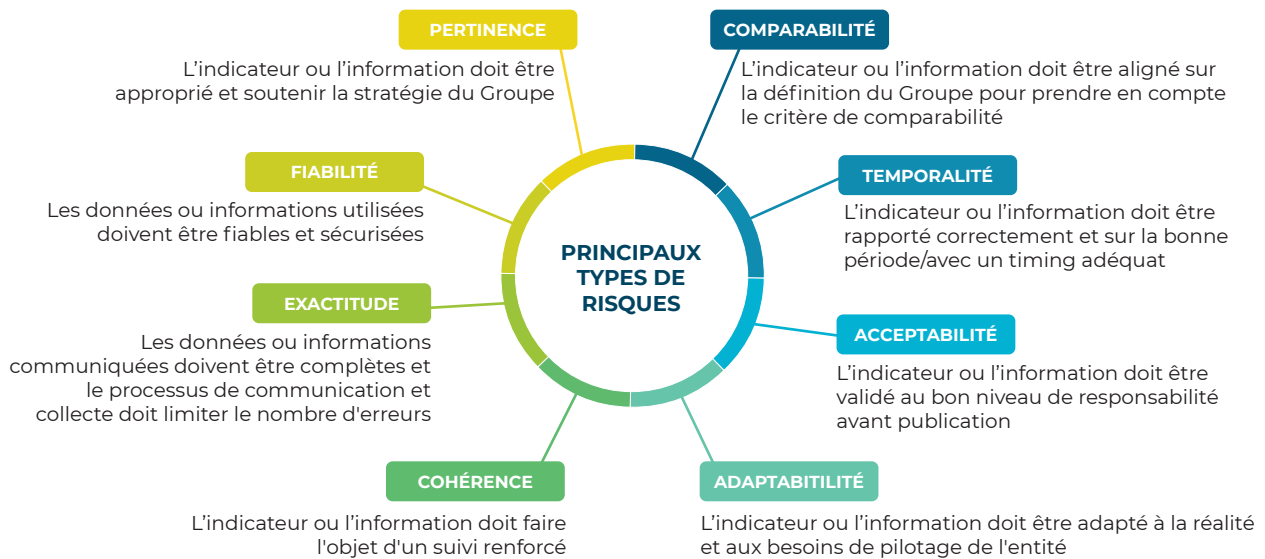 PERTINENCE
L'indicateur ou l'information doit être
approprié et soutenir la stratégie du Groupe
COMPARABILITÉ
L'indicateur ou l'information doit être aligné sur
la définition du Groupe pour prendre en compte
le critère de comparabilité
FIABILITÉ
Les données ou informations utilisées
doivent être fiables et sécurisées
TEMPORALITÉ
L'indicateur ou l'information doit être
rapporté correctement et sur la bonne
période/avec un timing adéquat
PRINCIPAUX
TYPES DE
RISQUES
EXACTITUDE
Les données ou informations
communiquées doivent être complètes et
le processus de communication et
collecte doit limiter le nombre d'erreurs
ACCEPTABILITÉ
L'indicateur ou l'information doit être
validé au bon niveau de responsabilité
avant publication
COHÉRENCE
L'indicateur ou l'information doit faire
l'objet d'un suivi renforcé
ADAPTABITILITÉ
L'indicateur ou l'information doit être adapté à la réalité
et aux besoins de pilotage de l'entité